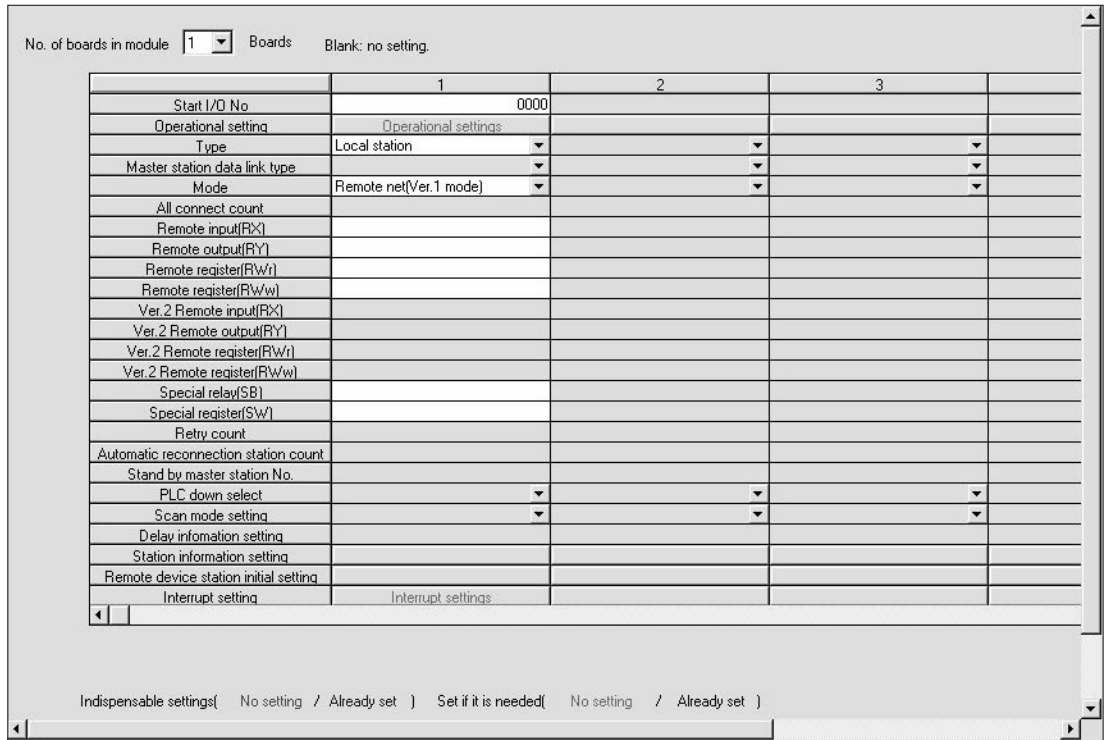 No. of boards in module 1 Boards Blank: no setting.
1 2 3
Start I/O No 0000
Operational setting Operational settings
Type Local station
Master station data link type
Mode Remote net(Ver.1 mode)
All connect count
Remote input(RX)
Remote output(RY)
Remote register(RWr)
Remote register(RWw)
Ver.2 Remote input(RX)
Ver.2 Remote output(RY)
Ver.2 Remote register(RWr)
Ver.2 Remote register(RWw)
Special relay(SB)
Special register(SW)
Retry count
Automatic reconnection station count
Stand by master station No.
PLC down select
Scan mode setting
Delay infomation setting
Station information setting
Remote device station initial setting
Interrupt setting Interrupt settings
Indispensable settings( No setting / Already set ) Set if it is needed( No setting / Already set )